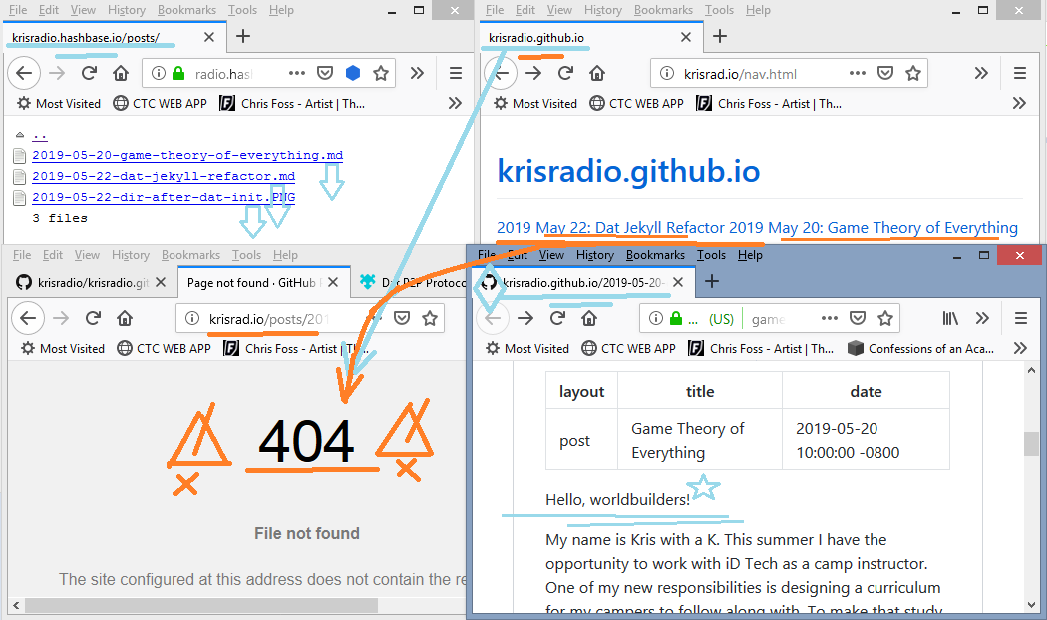 File Edit View History Bookmarks Tools Help
krisradio.hashbase.io/posts/
radio.has
Most Visited CTC WEB APP Chris Foss - Artist | Th...
..
2019-05-20-game-theory-of-everything.md
2019-05-22-dat-jekyll-refactor.md
2019-05-22-dir-after-dat-init.PNG
3 files
File Edit View History Bookmarks Tools Help
krisradio.github.io
krisrad.io/nav.html
Most Visited CTC WEB APP Chris Foss - Artist | Th...
krisradio.github.io
2019 May 22: Dat Jekyll Refactor 2019 May 20: Game Theory of Everything
File Edit View History Bookmarks Tools Help
krisradio/krisradio.git
Page not found · GitHub
Dat P2P Protoco
krisrad.io/posts/201
Most Visited CTC WEB APP Chris Foss - Artist | Th...
404
File not found
The site configured at this address does not contain the re
File Edit View History Bookmarks Tools Help
krisradio.github.io/2019-05-20-
... (US) game
Most Visited CTC WEB APP Chris Foss - Artist | Th... Confessions of an Aca...
layout title date
post Game Theory of Everything 2019-05-20 10:00:00 -0800
Hello, worldbuilders!
My name is Kris with a K. This summer I have the
opportunity to work with iD Tech as a camp instructor.
One of my new responsibilities is designing a curriculum
for my campers to follow along with. To make that study